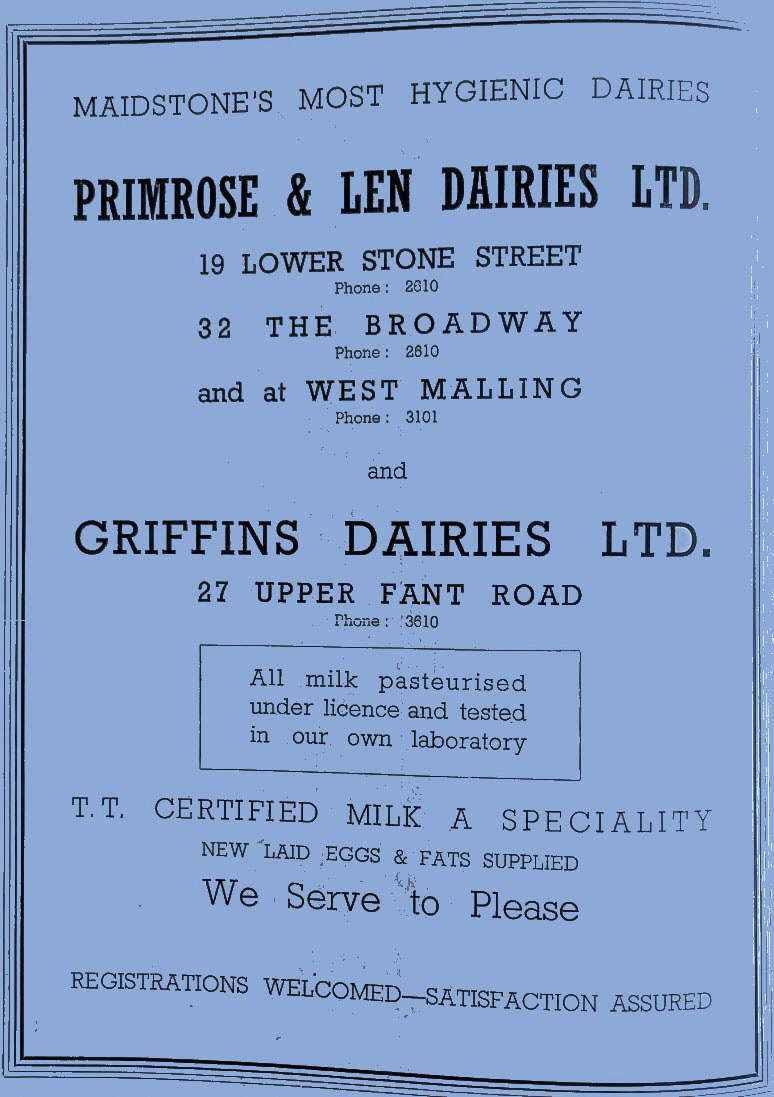 MAIDSTONE'S MOST HYGIENIC DAIRIES
PRIMROSE & LEN DAIRIES LTD.
19 LOWER STONE STREET
Phone : 2610
32 THE BROADWAY
Phone : 2610
and at WEST MALLING
Phone : 3101
and
GRIFFINS DAIRIES LTD.
27 UPPER FANT ROAD
Phone : 3610
All milk pasteurised
under licence and tested
in our own laboratory
T.T. CERTIFIED MILK A SPECIALITY
NEW LAID EGGS & FATS SUPPLIED
We Serve to Please
REGISTRATIONS WELCOMED—SATISFACTION ASSURED